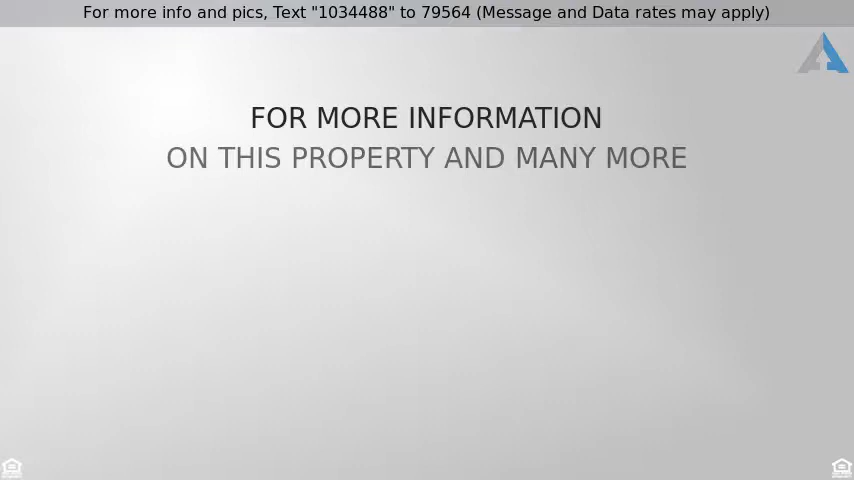 For more info and pics, Text "1034488" to 79564 (Message and Data rates may apply)
FOR MORE INFORMATION
ON THIS PROPERTY AND MANY MORE